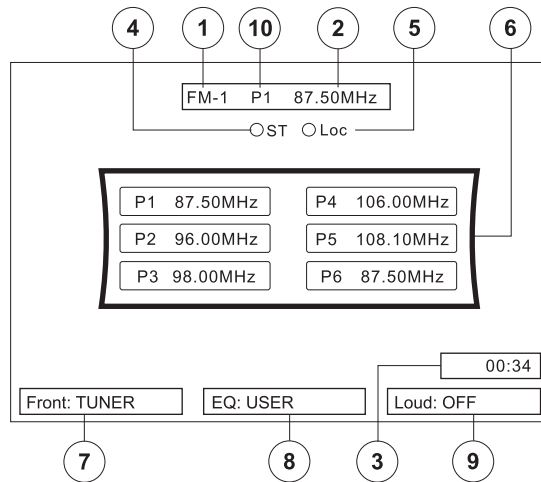 4 1 10 2 5 6
FM-1 P1 87.50MHz
ST Loc
P1 87.50MHz P4 106.00MHz
P2 96.00MHz P5 108.10MHz
P3 98.00MHz P6 87.50MHz
00:34
Front: TUNER EQ: USER Loud: OFF
7 8 3 9